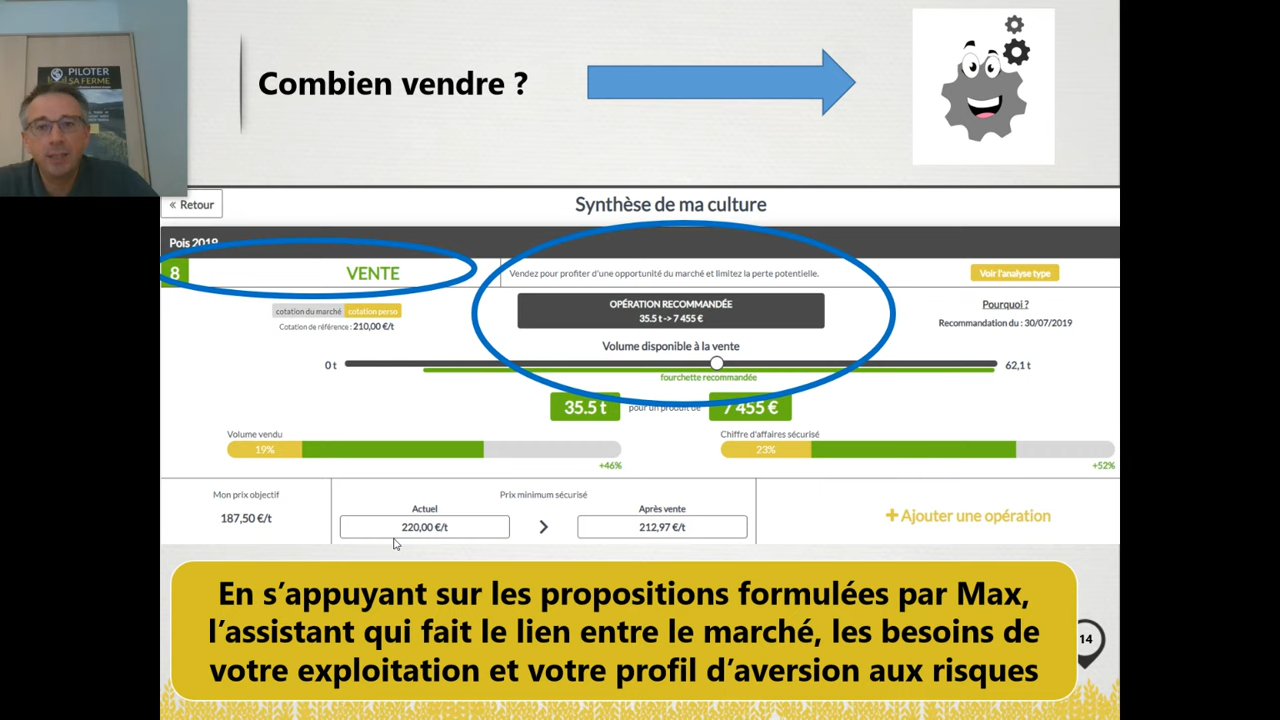 PILOTER
SA FERME
Combien vendre ?
« Retour
Synthèse de ma culture
Pois 2019
8
VENTE
Vendez pour profiter d'une opportunité du marché et limitez la perte potentielle.
Voir l'analyse type
cotation du marché
cotation perso
Cotation de référence : 210,00 €/t
OPÉRATION RECOMMANDÉE
35.5 t -> 7 455 €
Pourquoi ?
Recommandation du : 30/07/2019
Volume disponible à la vente
0 t
62,1 t
fourchette recommandée
35.5 t
pour un produit de
7 455 €
Volume vendu
19%
+46%
Chiffre d'affaires sécurisé
23%
+52%
Mon prix objectif
187,50 €/t
Prix minimum sécurisé
Actuel
220,00 €/t
Après vente
212,97 €/t
+ Ajouter une opération
En s'appuyant sur les propositions formulées par Max,
l'assistant qui fait le lien entre le marché, les besoins de
votre exploitation et votre profil d'aversion aux risques
14